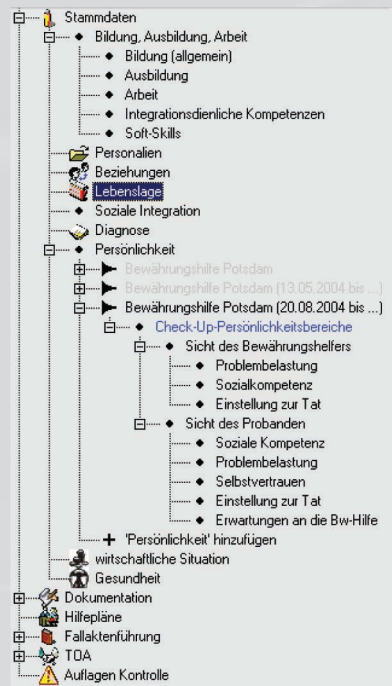 Stammdaten
Bildung, Ausbildung, Arbeit
Bildung (allgemein)
Ausbildung
Arbeit
Integrationsdienliche Kompetenzen
Soft-Skills
Personalien
Beziehungen
Lebenslage
Soziale Integration
Diagnose
Persönlichkeit
Bewährungshilfe Potsdam
Bewährungshilfe Potsdam (13.05.2004 bis ...)
Bewährungshilfe Potsdam (20.08.2004 bis ...)
Check-Up-Persönlichkeitsbereiche
Sicht des Bewährungshelfers
Problembelastung
Sozialkompetenz
Einstellung zur Tat
Sicht des Probanden
Soziale Kompetenz
Problembelastung
Selbstvertrauen
Einstellung zur Tat
Erwartungen an die Bw-Hilfe
'Persönlichkeit' hinzufügen
wirtschaftliche Situation
Gesundheit
Dokumentation
Hilfepläne
Fallaktenführung
TOA
Auflagen Kontrolle